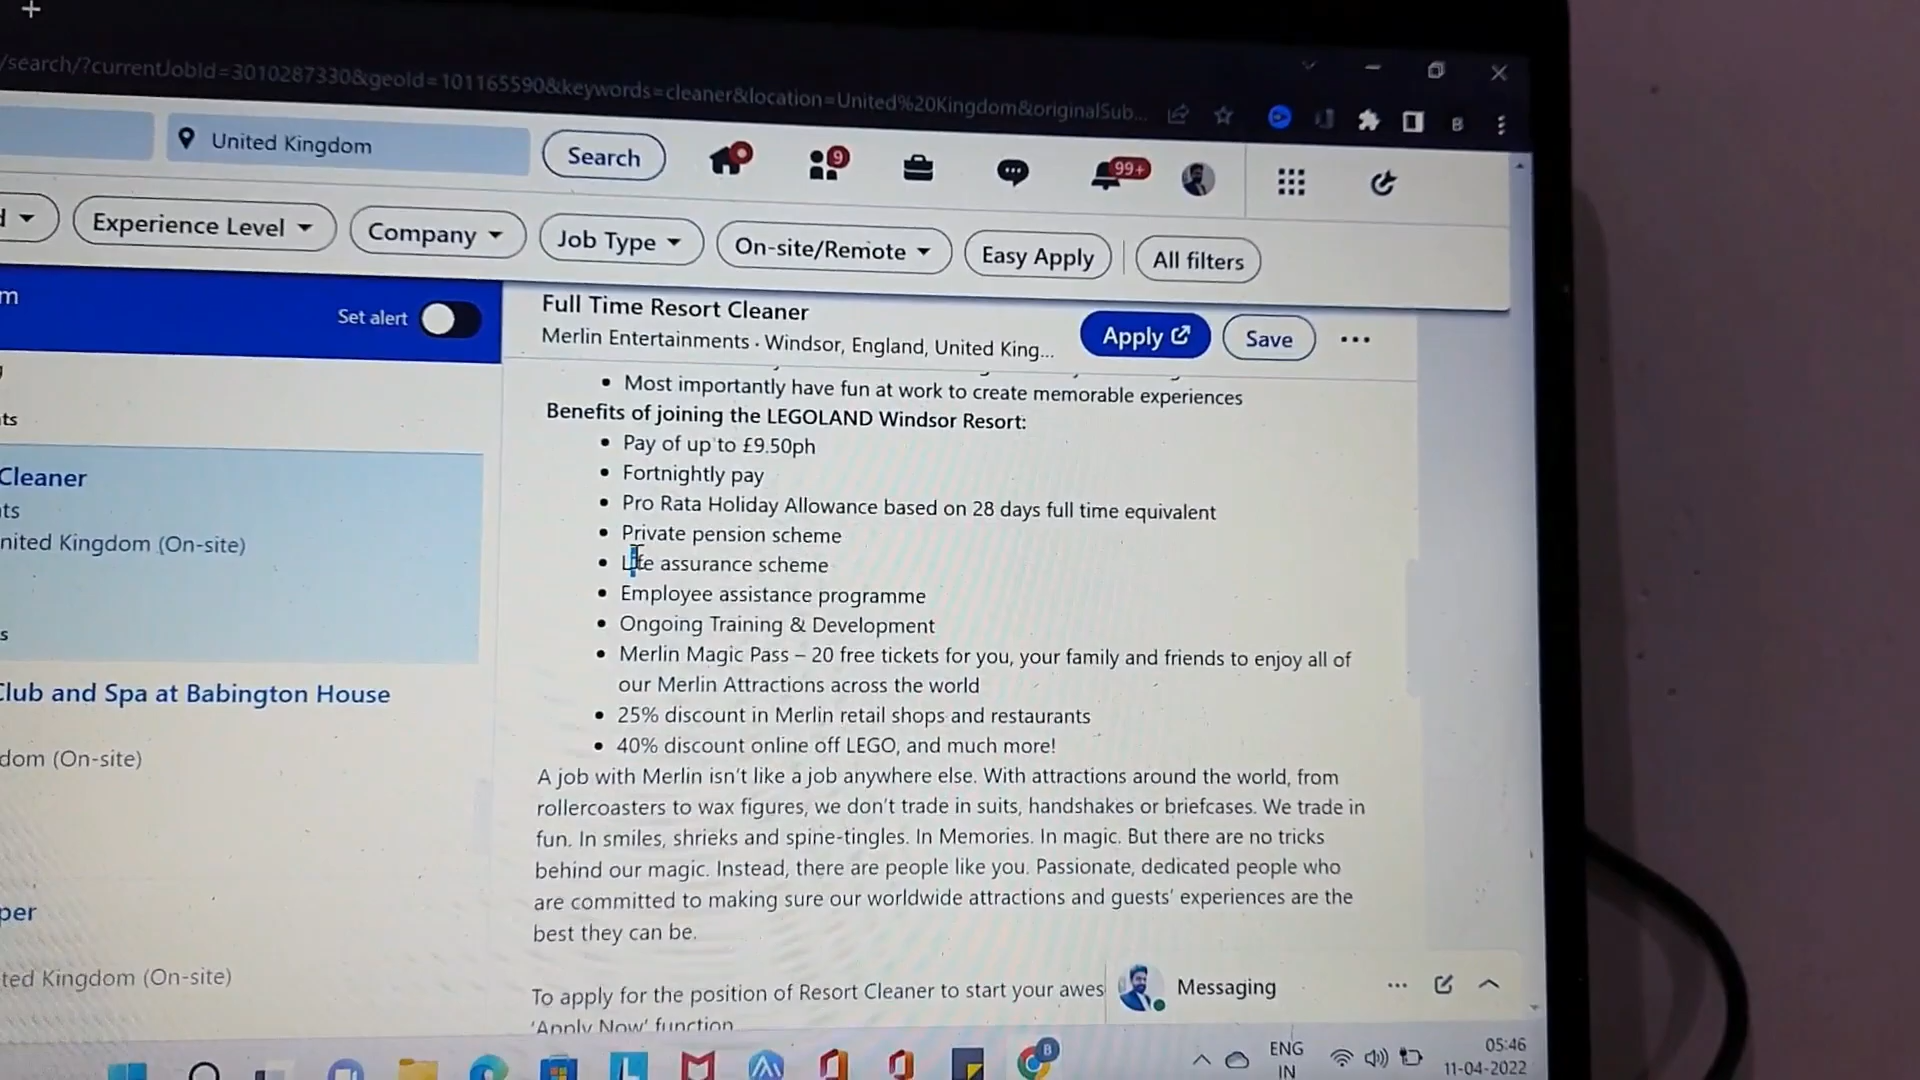 /search/?currentJobId=3010287330&geoId=101165590&keywords=cleaner&location=United%20Kingdom&originalSub...
United Kingdom
Search
9
99+
B
Experience Level
Company
Job Type
On-site/Remote
Easy Apply
All filters
m
Set alert
Full Time Resort Cleaner
Merlin Entertainments · Windsor, England, United King...
Apply
Save
• Most importantly have fun at work to create memorable experiences
Benefits of joining the LEGOLAND Windsor Resort:
• Pay of up to £9.50ph
• Fortnightly pay
• Pro Rata Holiday Allowance based on 28 days full time equivalent
• Private pension scheme
• Life assurance scheme
• Employee assistance programme
• Ongoing Training & Development
• Merlin Magic Pass – 20 free tickets for you, your family and friends to enjoy all of
our Merlin Attractions across the world
• 25% discount in Merlin retail shops and restaurants
• 40% discount online off LEGO, and much more!
A job with Merlin isn't like a job anywhere else. With attractions around the world, from
rollercoasters to wax figures, we don't trade in suits, handshakes or briefcases. We trade in
fun. In smiles, shrieks and spine-tingles. In Memories. In magic. But there are no tricks
behind our magic. Instead, there are people like you. Passionate, dedicated people who
are committed to making sure our worldwide attractions and guests' experiences are the
best they can be.
To apply for the position of Resort Cleaner to start your awes
'Apply Now' function
ts
Cleaner
ts
nited Kingdom (On-site)
s
Club and Spa at Babington House
dom (On-site)
per
ted Kingdom (On-site)
Messaging
B
ENG
IN
05:46
11-04-2022